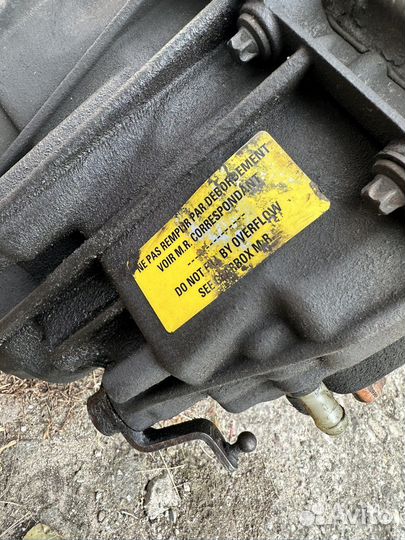 NE PAS REMPLIR PAR DEBORDEMENT
VOIR M.R. CORRESPONDANT
DO NOT FILL BY OVERFLOW
SEE GEARBOX M.R.
Avito